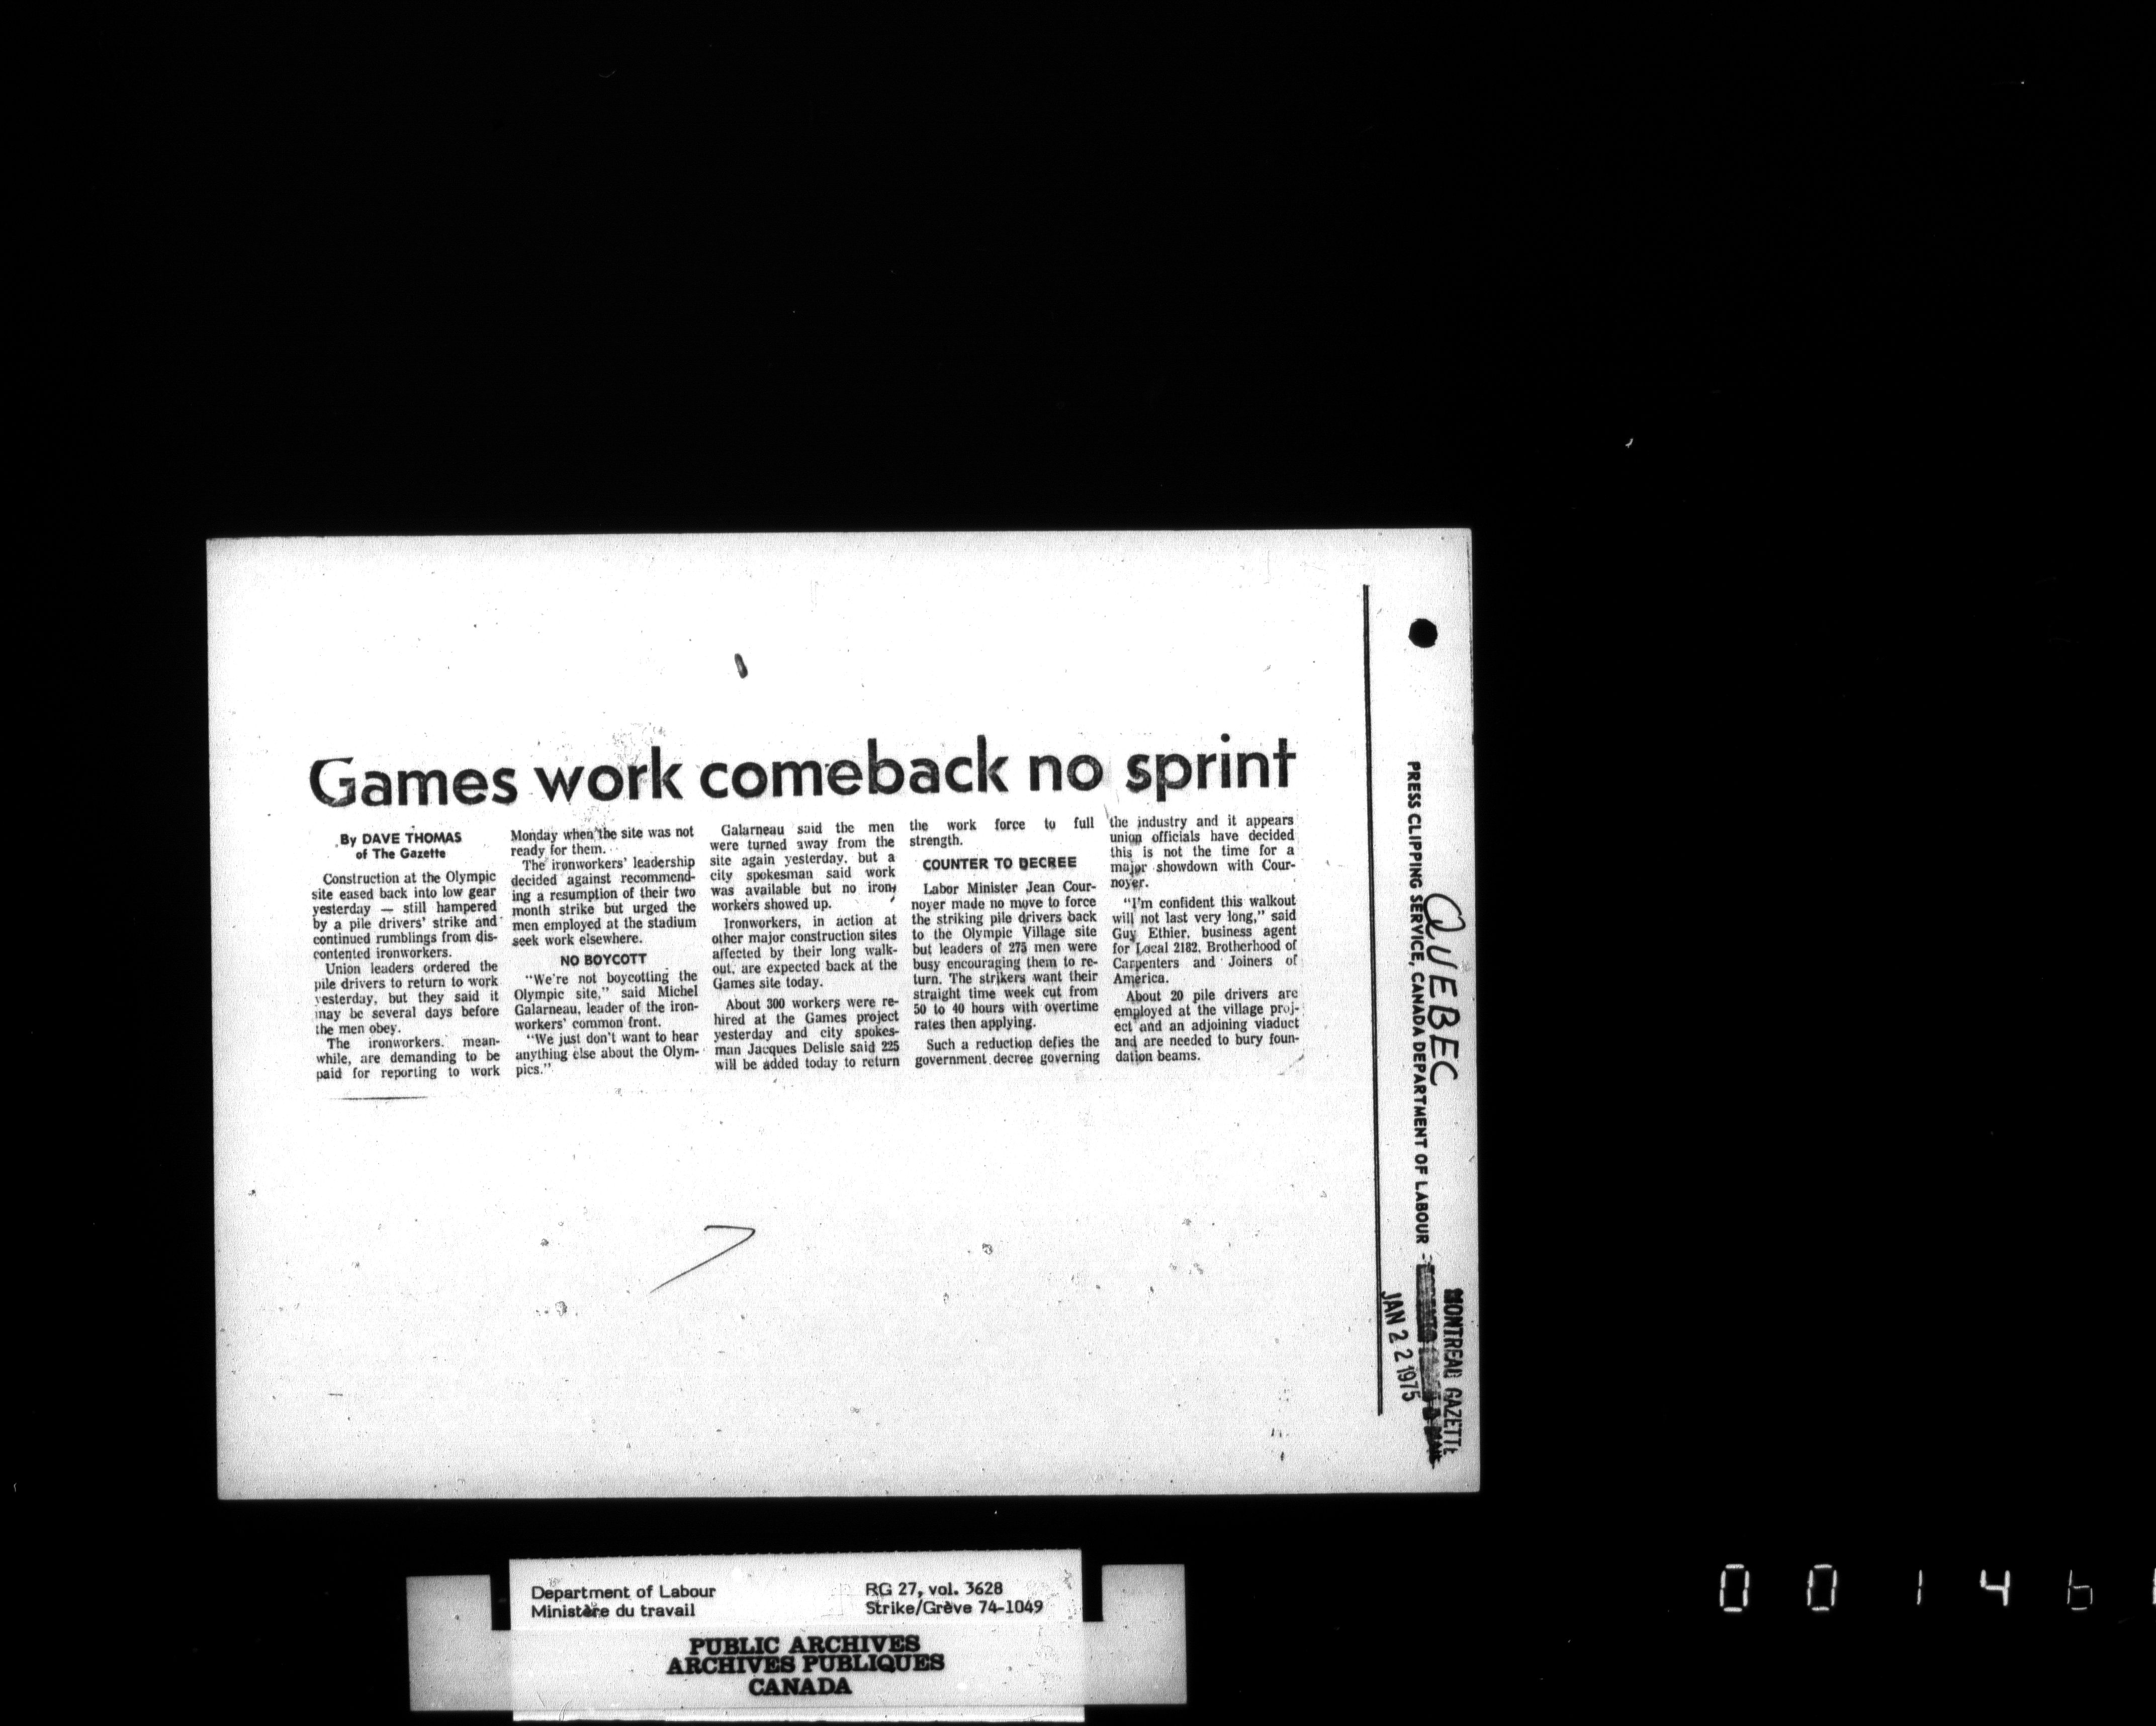 Games work comeback no sprint
By DAVE THOMAS
of The Gazette
Construction at the Olympic
site eased back into low gear
yesterday — still hampered
by a pile drivers' strike and
continued rumblings from dis-
contented ironworkers.
Union leaders ordered the
pile drivers to return to work
yesterday, but they said it
may be several days before
the men obey.
The ironworkers. mean-
while, are demanding to be
paid for reporting to work
Monday when the site was not
ready for them.
The ironworkers' leadership
decided against recommend-
ing a resumption of their two
month strike but urged the
men employed at the stadium
seek work elsewhere.
NO BOYCOTT
"We're not boycotting the
Olympic site," said Michel
Galarneau, leader of the iron-
workers' common front.
"We just don't want to hear
anything else about the Olym-
pics."
Galarneau said the men
were turned away from the
site again yesterday, but a
city spokesman said work
was available but no iron
workers showed up.
Ironworkers, in action at
other major construction sites
affected by their long walk-
out, are expected back at the
Games site today.
About 300 workers were re-
hired at the Games project
yesterday and city spokes-
man Jacques Delisle said 225
will be added today to return
the work force to full
strength.
COUNTER TO DECREE
Labor Minister Jean Cour-
noyer made no move to force
the striking pile drivers back
to the Olympic Village site
but leaders of 275 men were
busy encouraging them to re-
turn. The strikers want their
straight time week cut from
50 to 40 hours with overtime
rates then applying.
Such a reduction defies the
government decree governing
the industry and it appears
union officials have decided
this is not the time for a
major showdown with Cour-
noyer.
"I'm confident this walkout
will not last very long," said
Guy Ethier, business agent
for Local 2182, Brotherhood of
Carpenters and Joiners of
America.
About 20 pile drivers are
employed at the village proj-
ect and an adjoining viaduct
and are needed to bury foun-
dation beams.
QUEBEC
PRESS CLIPPING SERVICE, CANADA DEPARTMENT OF LABOUR -
MONTREAL GAZETTE
JAN 22 1975
Department of Labour
Ministère du travail
RG 27, vol. 3628
Strike/Grève 74-1049
PUBLIC ARCHIVES
ARCHIVES PUBLIQUES
CANADA
0 0 1 4 6